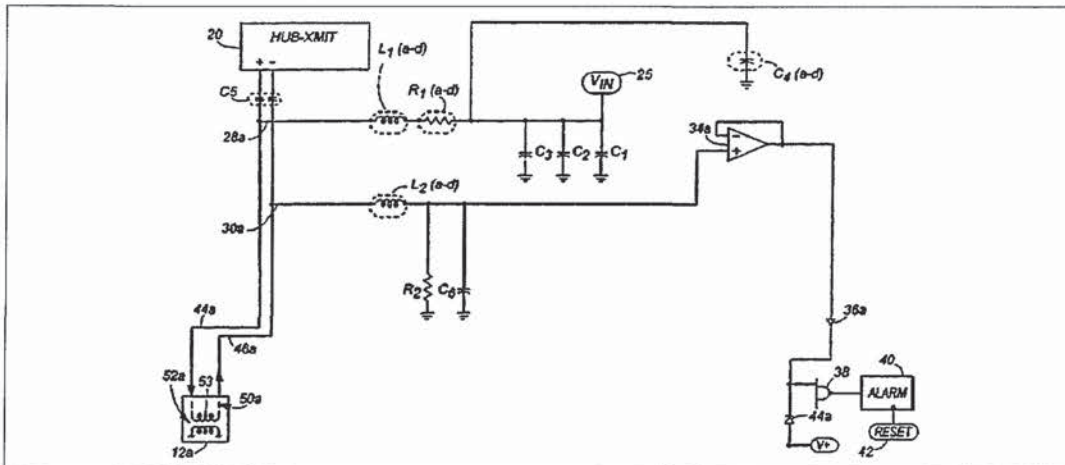 20
HUB-XMIT
+ -
C5
28a
L1 (a-d)
R1 (a-d)
VIN
25
C4 (a-d)
C3
C2
C1
34a
-
+
30a
L2 (a-d)
R2
C6
44a
46a
52a
53
50a
12a
36a
38
40
ALARM
44a
V+
42
RESET